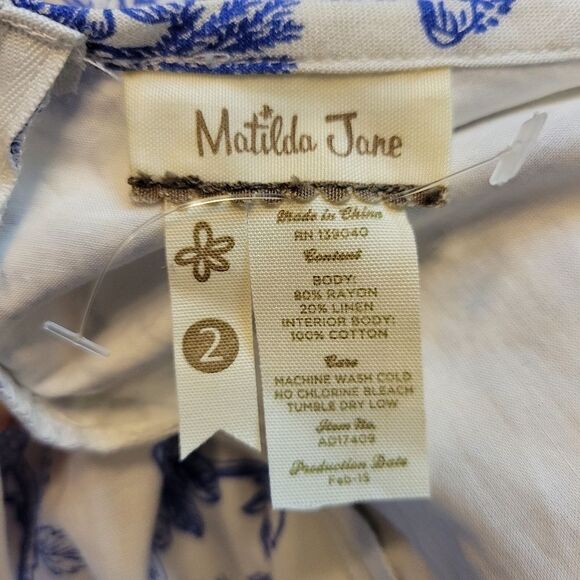 Matilda Jane
2
Made in China
RN 139040
Content
BODY:
80% RAYON
20% LINEN
INTERIOR BODY:
100% COTTON
Care
MACHINE WASH COLD
NO CHLORINE BLEACH
TUMBLE DRY LOW
Item No.
AD17409
Production Date
Feb-15